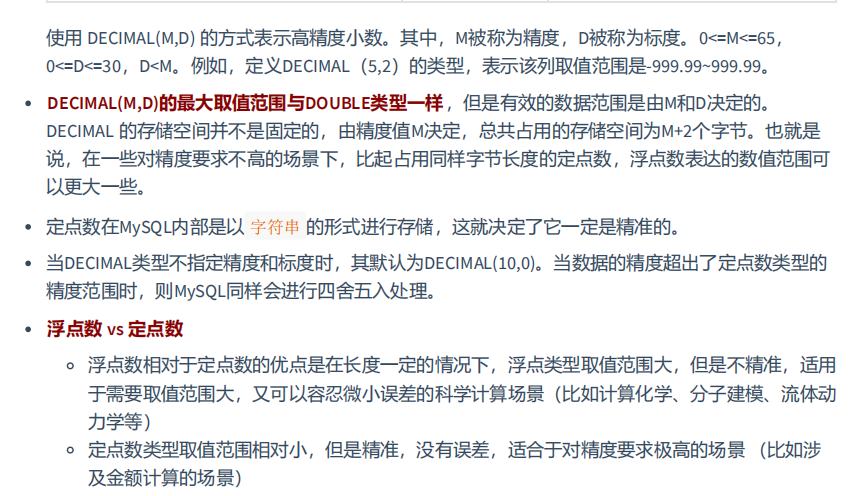 使用 DECIMAL(M,D) 的方式表示高精度小数。其中，M被称为精度，D被称为标度。0<=M<=65，
0<=D<=30，D<M。例如，定义DECIMAL（5,2）的类型，表示该列取值范围是-999.99~999.99。
• DECIMAL(M,D)的最大取值范围与DOUBLE类型一样，但是有效的数据范围是由M和D决定的。
DECIMAL 的存储空间并不是固定的，由精度值M决定，总共占用的存储空间为M+2个字节。也就是
说，在一些对精度要求不高的场景下，比起占用同样字节长度的定点数，浮点数表达的数值范围可
以更大一些。
• 定点数在MySQL内部是以 字符串 的形式进行存储，这就决定了它一定是精准的。
• 当DECIMAL类型不指定精度和标度时，其默认为DECIMAL(10,0)。当数据的精度超出了定点数类型的
精度范围时，则MySQL同样会进行四舍五入处理。
• 浮点数 vs 定点数
◦ 浮点数相对于定点数的优点是在长度一定的情况下，浮点类型取值范围大，但是不精准，适用
于需要取值范围大，又可以容忍微小误差的科学计算场景（比如计算化学、分子建模、流体动
力学等）
◦ 定点数类型取值范围相对小，但是精准，没有误差，适合于对精度要求极高的场景 （比如涉
及金额计算的场景）